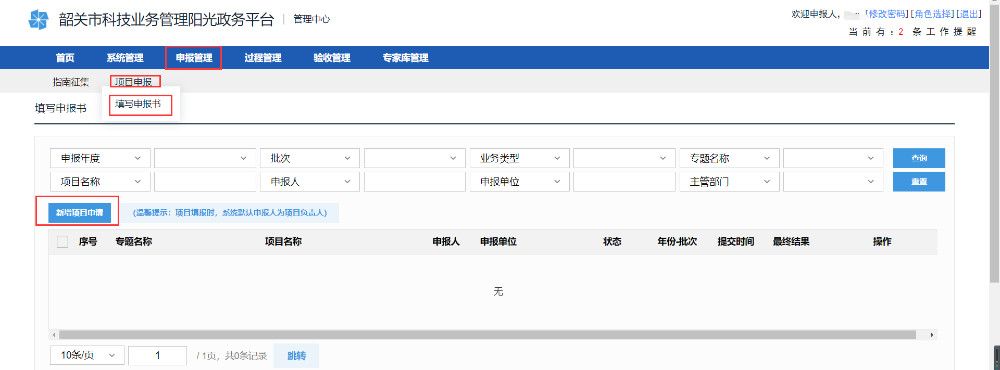 韶关市科技业务管理阳光政务平台 管理中心
欢迎申报人， [修改密码][角色选择][退出]
当前有：2 条工作提醒
首页 系统管理 申报管理 过程管理 验收管理 专家库管理
指南征集 项目申报
填写申报书
填写申报书
申报年度 批次 业务类型 专题名称 查询
项目名称 申报人 申报单位 主管部门 重置
新增项目申请 （温馨提示：项目填报时，系统默认申报人为项目负责人）
序号 专题名称 项目名称 申报人 申报单位 状态 年份-批次 提交时间 最终结果 操作
无
10条/页 1 / 1页，共0条记录 跳转